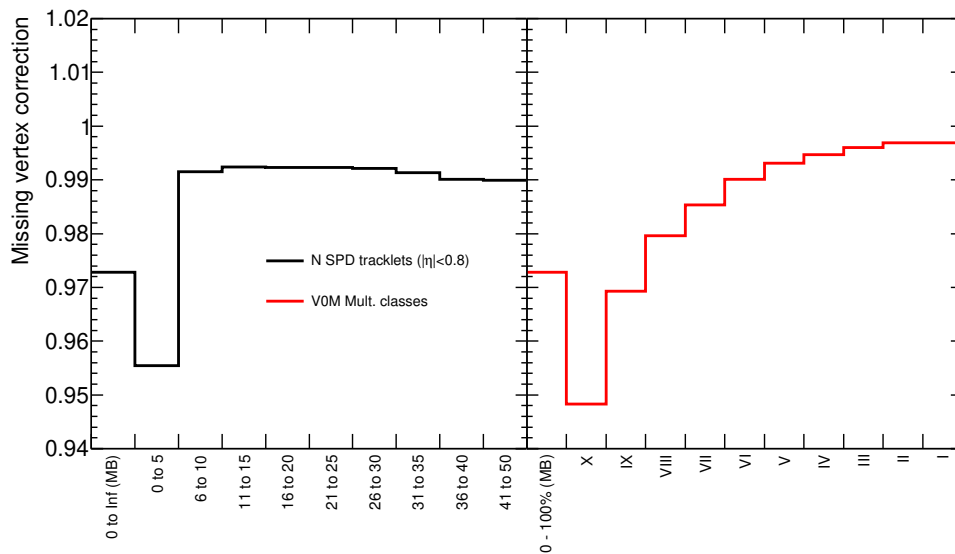 Missing vertex correction
1.02
1.01
1
0.99
0.98
0.97
0.96
0.95
0.94
N SPD tracklets (|η|<0.8)
V0M Mult. classes
0 to Inf (MB)
0 to 5
6 to 10
11 to 15
16 to 20
21 to 25
26 to 30
31 to 35
36 to 40
41 to 50
0 - 100% (MB)
X
IX
VIII
VII
VI
V
IV
III
II
I